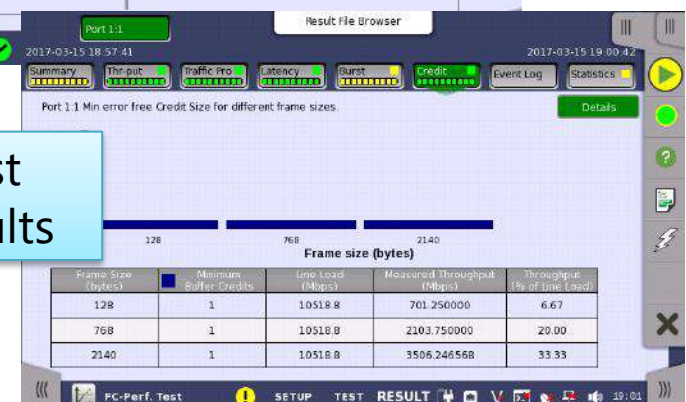 Result File Browser
Port 1:1
2017-03-15 18:57:41
2017-03-15 19:00:42
Summary Thr-put Traffic Pro Latency Burst Credit Event Log Statistics
Port 1:1 Min error free Credit Size for different frame sizes.
Details
128 768 2140
Frame size (bytes)
Frame Size (bytes) Minimum Buffer Credits Line Load (Mbps) Measured Throughput (Mbps) Throughput (% of Line Load)
128 1 10518.8 701.250000 6.67
768 1 10518.8 2103.750000 20.00
2140 1 10518.8 3506.246568 33.33
FC-Perf. Test SETUP TEST RESULT 19:01